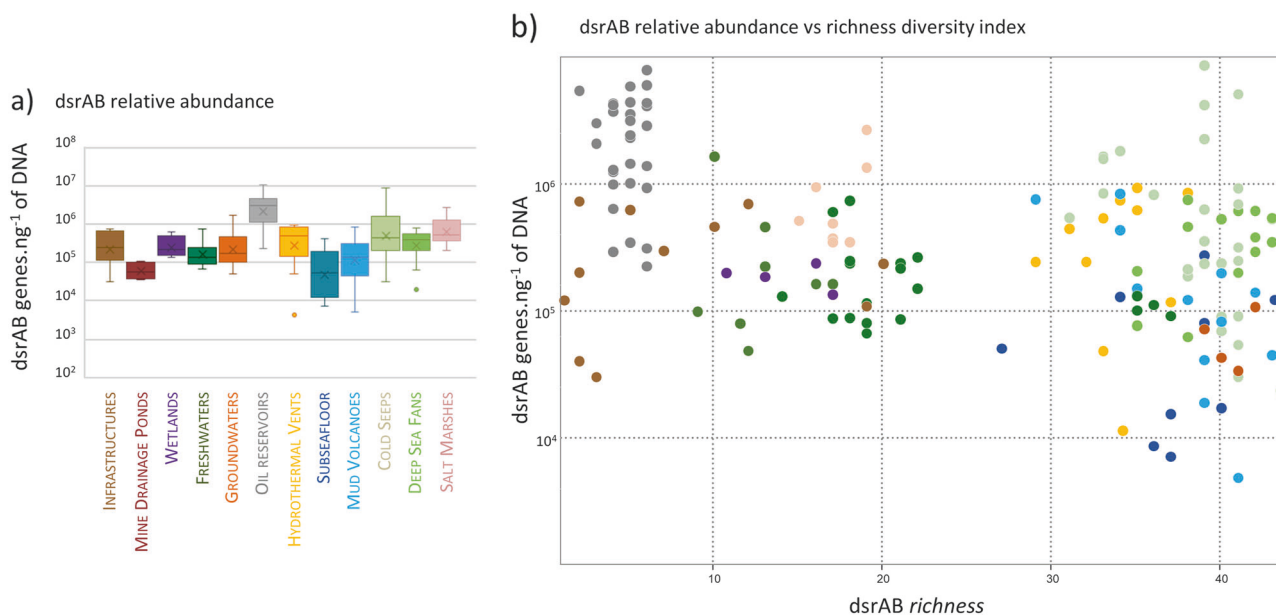 a) dsrAB relative abundance
dsrAB genes.ng⁻¹ of DNA
10⁸
10⁷
10⁶
10⁵
10⁴
10³
10²
INFRASTRUCTURES
MINE DRAINAGE PONDS
WETLANDS
FRESHWATERS
GROUNDWATERS
OIL RESERVOIRS
HYDROTHERMAL VENTS
SUBSEAFLOOR
MUD VOLCANOES
COLD SEEPS
DEEP SEA FANS
SALT MARSHES
b) dsrAB relative abundance vs richness diversity index
dsrAB genes.ng⁻¹ of DNA
10⁶
10⁵
10⁴
10 20 30 40
dsrAB richness